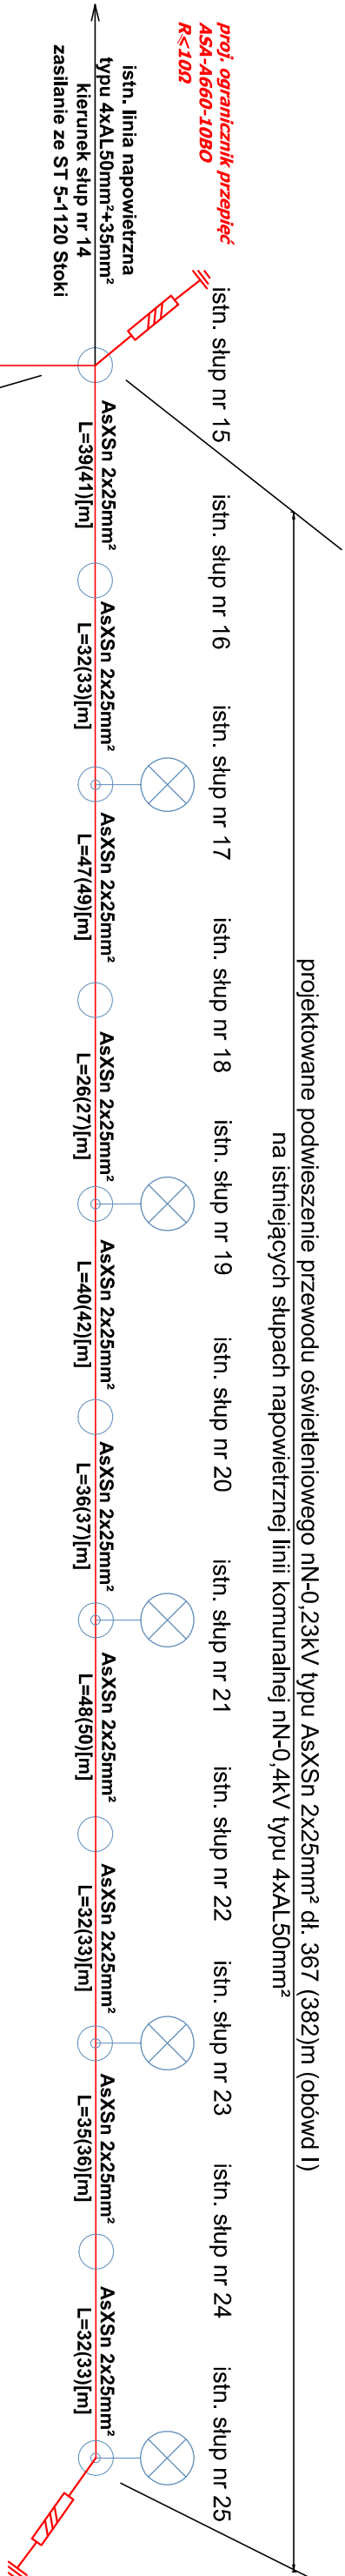 proj. ogranicznik przepięć
ASA-A660-10BO
R≤10Ω
istn. linia napowietrzna
typu 4xAL50mm²+35mm²
kierunek słup nr 14
zasilanie ze ST 5-1120 Stoki
projektowane podwieszenie przewodu oświetleniowego nN-0,23kV typu AsXSn 2x25mm² dł. 367 (382)m (obówd I)
na istniejących słupach napowietrznej linii komunalnej nN-0,4kV typu 4xAL50mm²
istn. słup nr 15
istn. słup nr 16
istn. słup nr 17
istn. słup nr 18
istn. słup nr 19
istn. słup nr 20
istn. słup nr 21
istn. słup nr 22
istn. słup nr 23
istn. słup nr 24
istn. słup nr 25
AsXSn 2x25mm²
L=39(41)[m]
AsXSn 2x25mm²
L=32(33)[m]
AsXSn 2x25mm²
L=47(49)[m]
AsXSn 2x25mm²
L=26(27)[m]
AsXSn 2x25mm²
L=40(42)[m]
AsXSn 2x25mm²
L=36(37)[m]
AsXSn 2x25mm²
L=48(50)[m]
AsXSn 2x25mm²
L=32(33)[m]
AsXSn 2x25mm²
L=35(36)[m]
AsXSn 2x25mm²
L=32(33)[m]